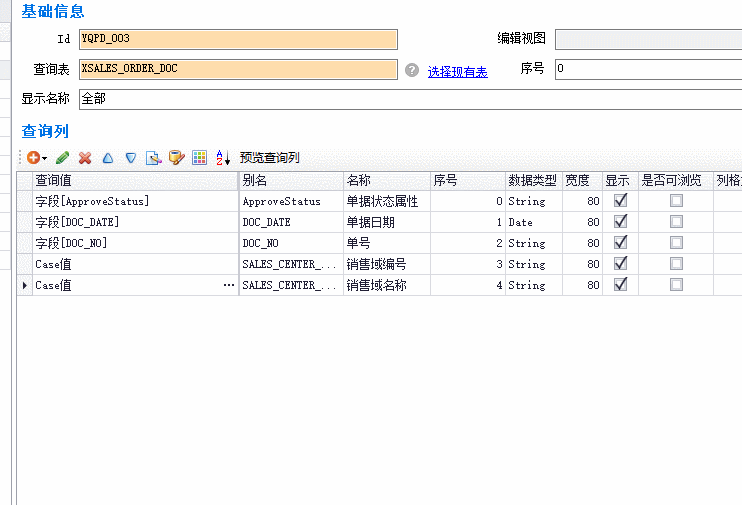 基础信息
Id YQPD_003 编辑视图
查询表 XSALES_ORDER_DOC ? 选择现有表 序号 0
显示名称 全部
查询列
预览查询列
查询值 别名 名称 序号 数据类型 宽度 显示 是否可浏览 列格
字段[ApproveStatus] ApproveStatus 单据状态属性 0 String 80
字段[DOC_DATE] DOC_DATE 单据日期 1 Date 80
字段[DOC_NO] DOC_NO 单号 2 String 80
Case值 SALES_CENTER_... 销售域编号 3 String 80
Case值 ... SALES_CENTER_... 销售域名称 4 String 80